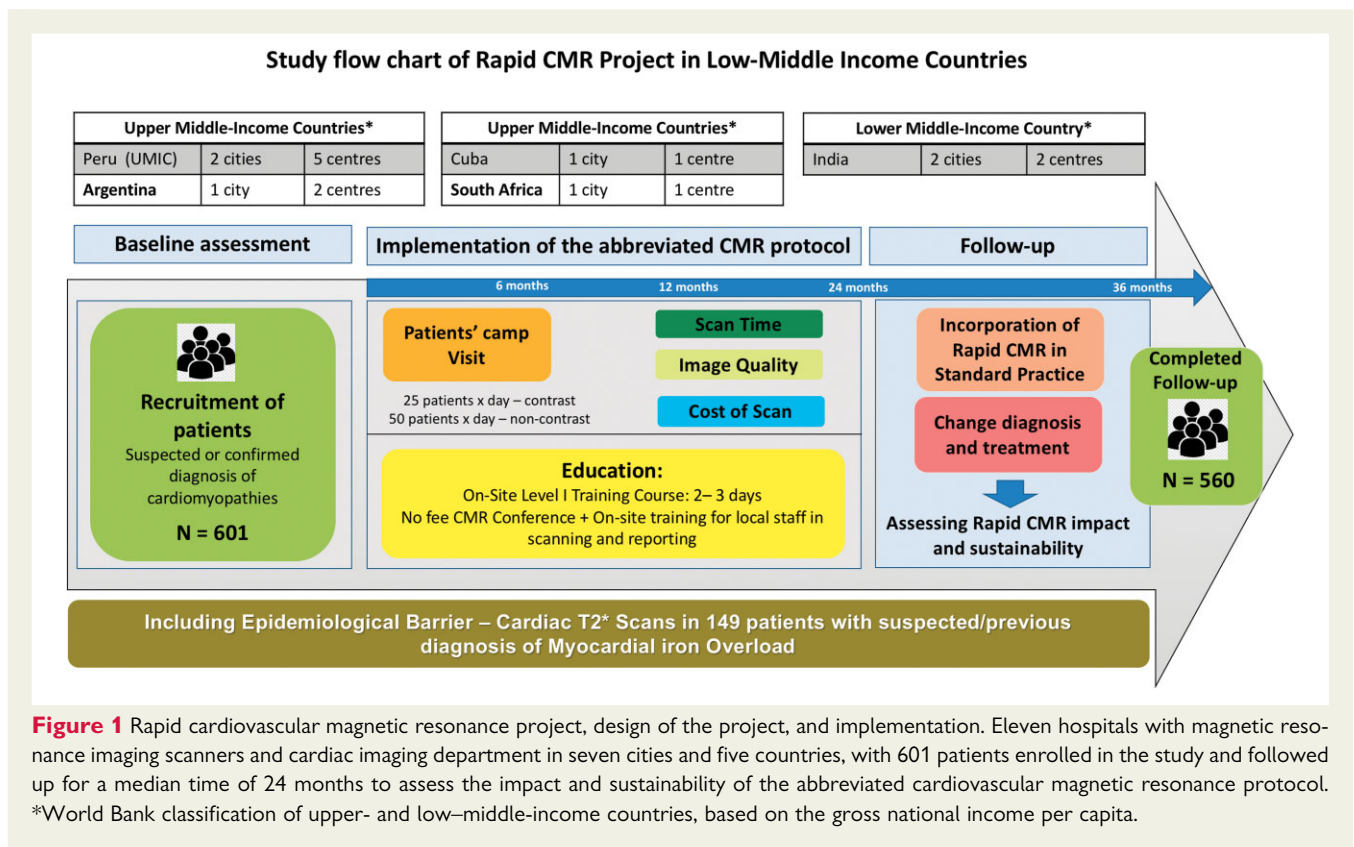 Study flow chart of Rapid CMR Project in Low-Middle Income Countries
Upper Middle-Income Countries*
Peru (UMIC) 2 cities 5 centres
Argentina 1 city 2 centres
Upper Middle-Income Countries*
Cuba 1 city 1 centre
South Africa 1 city 1 centre
Lower Middle-Income Country*
India 2 cities 2 centres
Baseline assessment
Implementation of the abbreviated CMR protocol
Follow-up
6 months 12 months 24 months 36 months
Recruitment of
patients
Suspected or confirmed
diagnosis of
cardiomyopathies
N = 601
Patients’ camp
Visit
25 patients x day – contrast
50 patients x day – non-contrast
Scan Time
Image Quality
Cost of Scan
Education:
On-Site Level I Training Course: 2– 3 days
No fee CMR Conference + On-site training for local staff in
scanning and reporting
Incorporation of
Rapid CMR in
Standard Practice
Change diagnosis
and treatment
Assessing Rapid CMR impact
and sustainability
Completed
Follow-up
N = 560
Including Epidemiological Barrier – Cardiac T2* Scans in 149 patients with suspected/previous
diagnosis of Myocardial iron Overload
Figure 1 Rapid cardiovascular magnetic resonance project, design of the project, and implementation. Eleven hospitals with magnetic reso-
nance imaging scanners and cardiac imaging department in seven cities and five countries, with 601 patients enrolled in the study and followed
up for a median time of 24 months to assess the impact and sustainability of the abbreviated cardiovascular magnetic resonance protocol.
*World Bank classification of upper- and low–middle-income countries, based on the gross national income per capita.